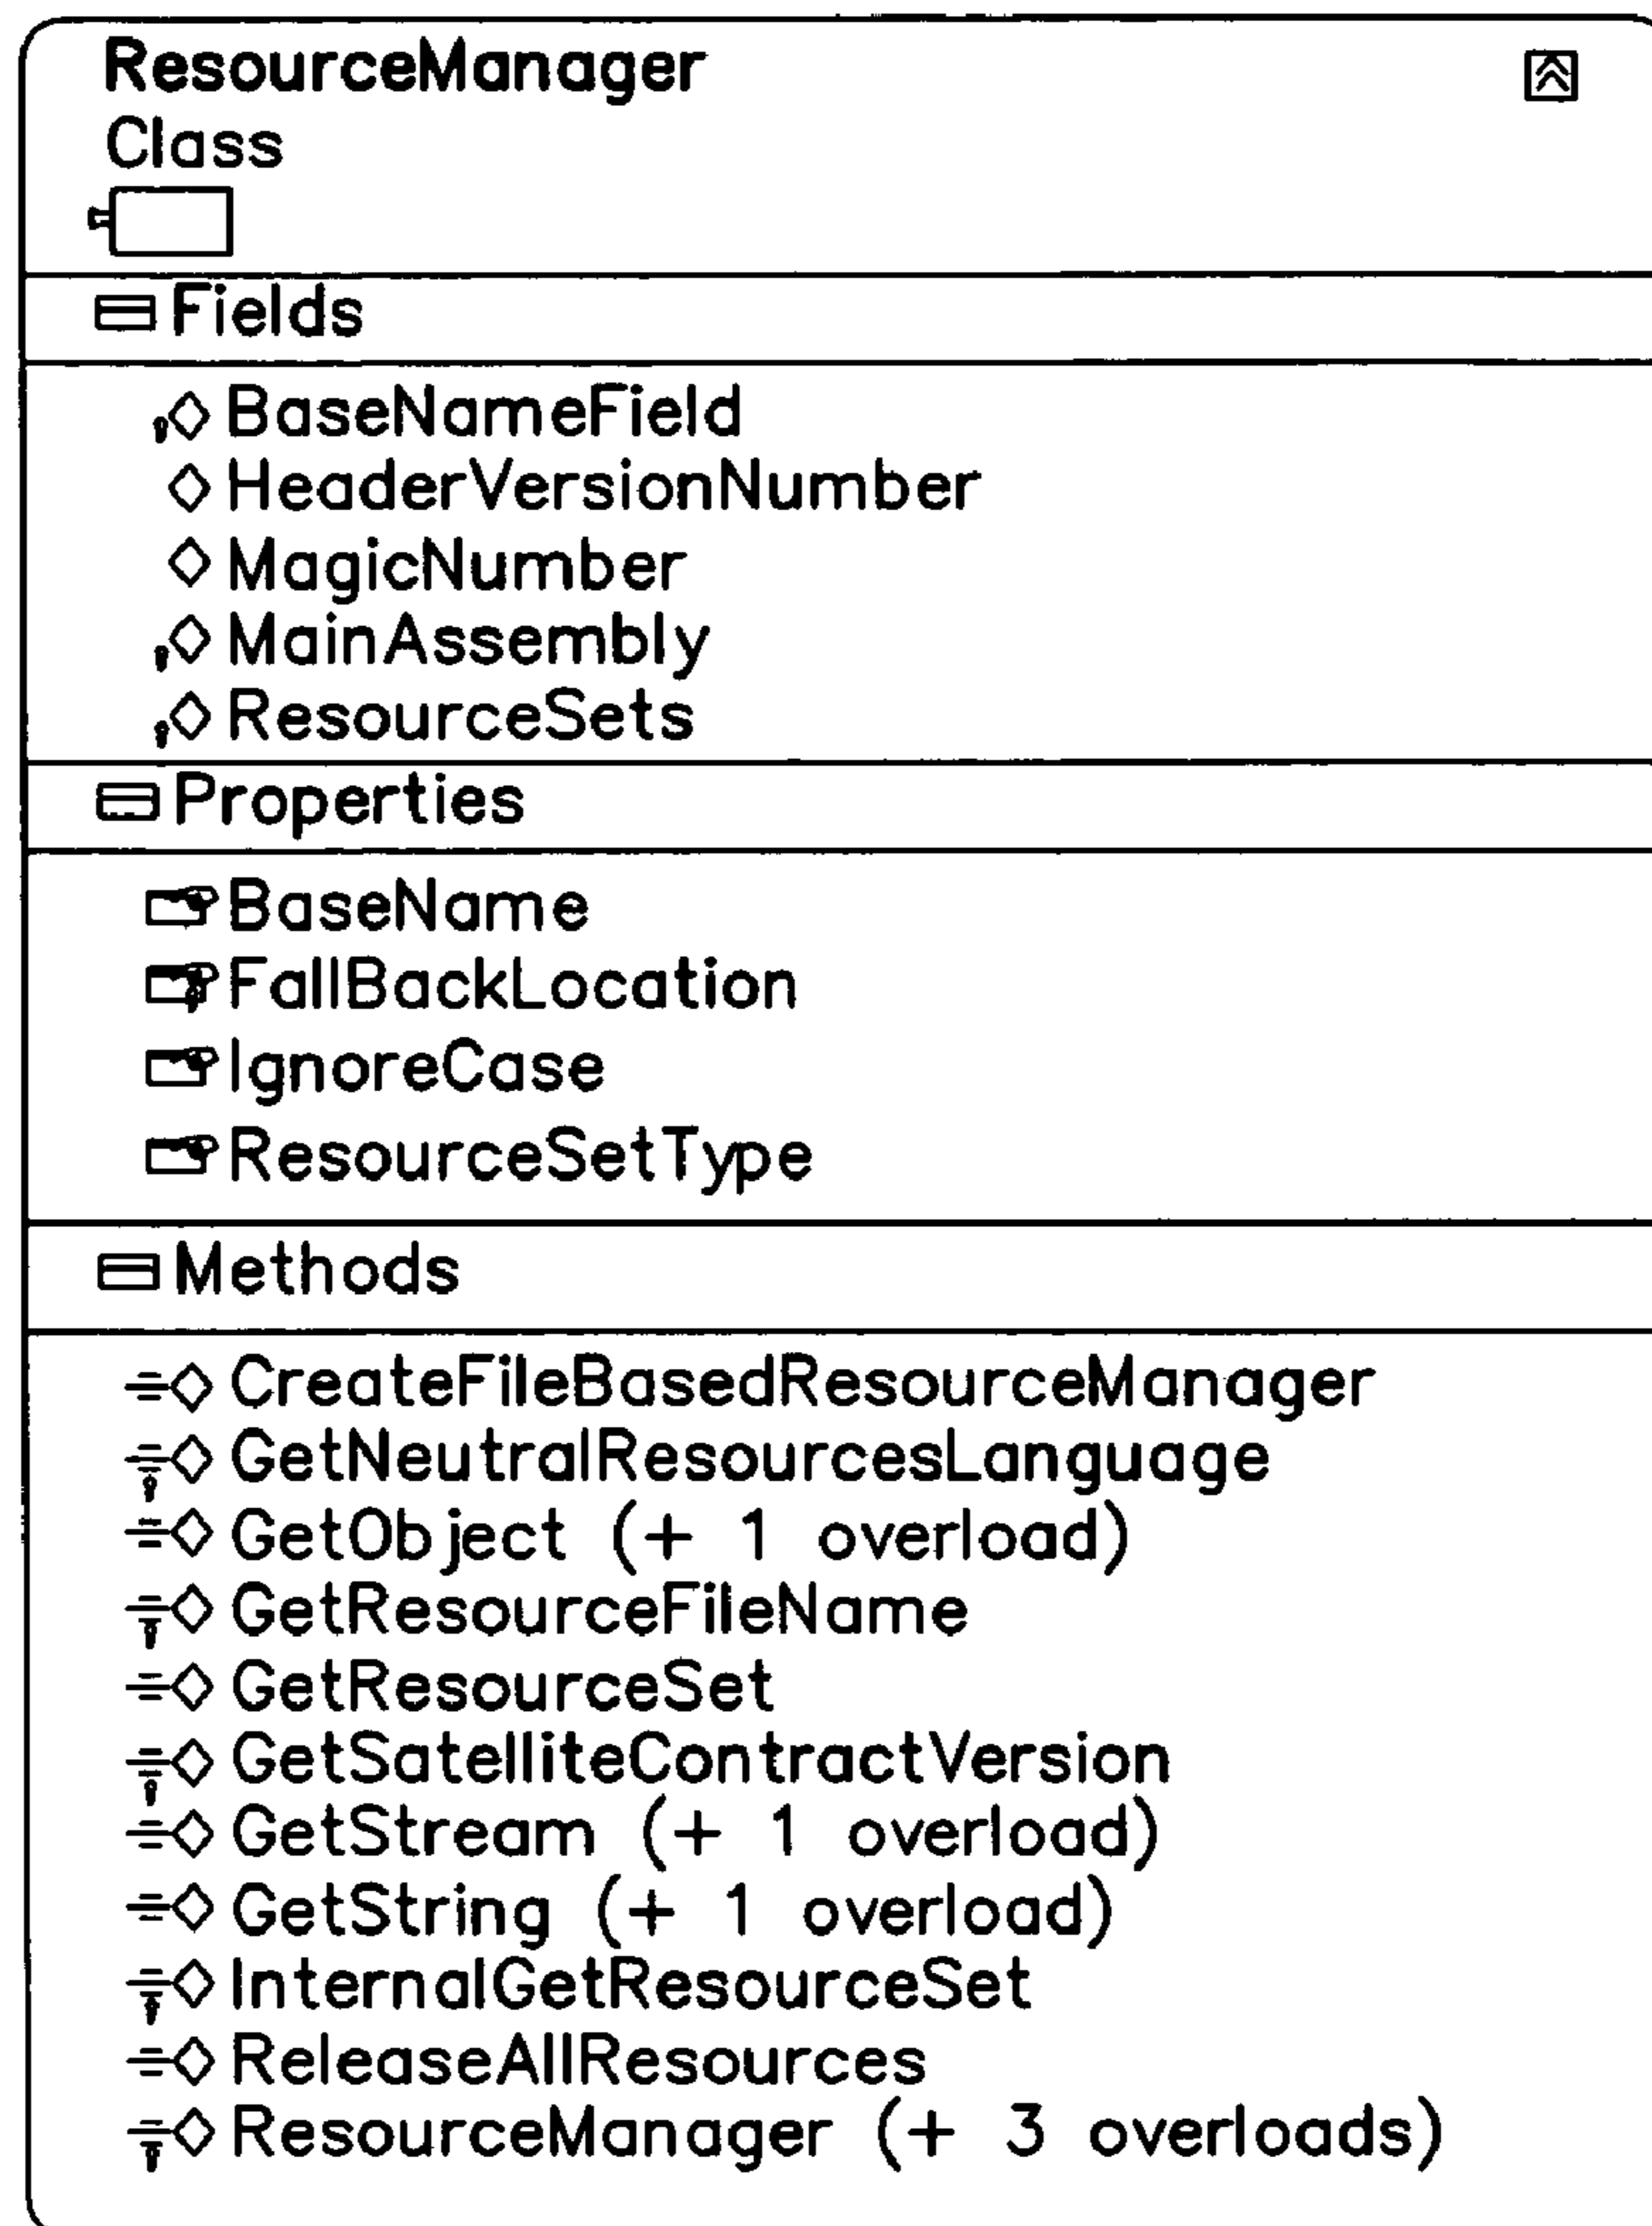 ResourceManager
Class
Fields
BaseNameField
HeaderVersionNumber
MagicNumber
MainAssembly
ResourceSets
Properties
BaseName
FallBackLocation
IgnoreCase
ResourceSetType
Methods
CreateFileBasedResourceManager
GetNeutralResourcesLanguage
GetObject (+ 1 overload)
GetResourceFileName
GetResourceSet
GetSatelliteContractVersion
GetStream (+ 1 overload)
GetString (+ 1 overload)
InternalGetResourceSet
ReleaseAllResources
ResourceManager (+ 3 overloads)